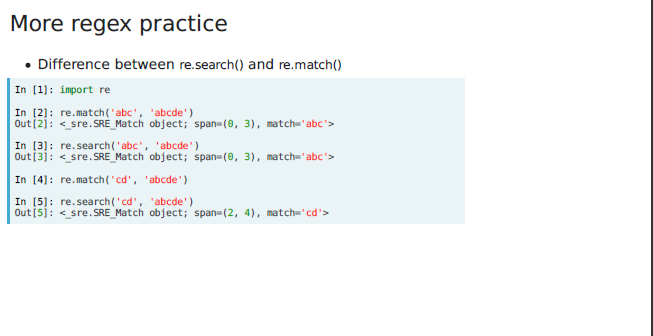 More regex practice
• Difference between re.search() and re.match()
In [1]: import re
In [2]: re.match('abc', 'abcde')
Out[2]: <_sre.SRE_Match object; span=(0, 3), match='abc'>
In [3]: re.search('abc', 'abcde')
Out[3]: <_sre.SRE_Match object; span=(0, 3), match='abc'>
In [4]: re.match('cd', 'abcde')
In [5]: re.search('cd', 'abcde')
Out[5]: <_sre.SRE_Match object; span=(2, 4), match='cd'>